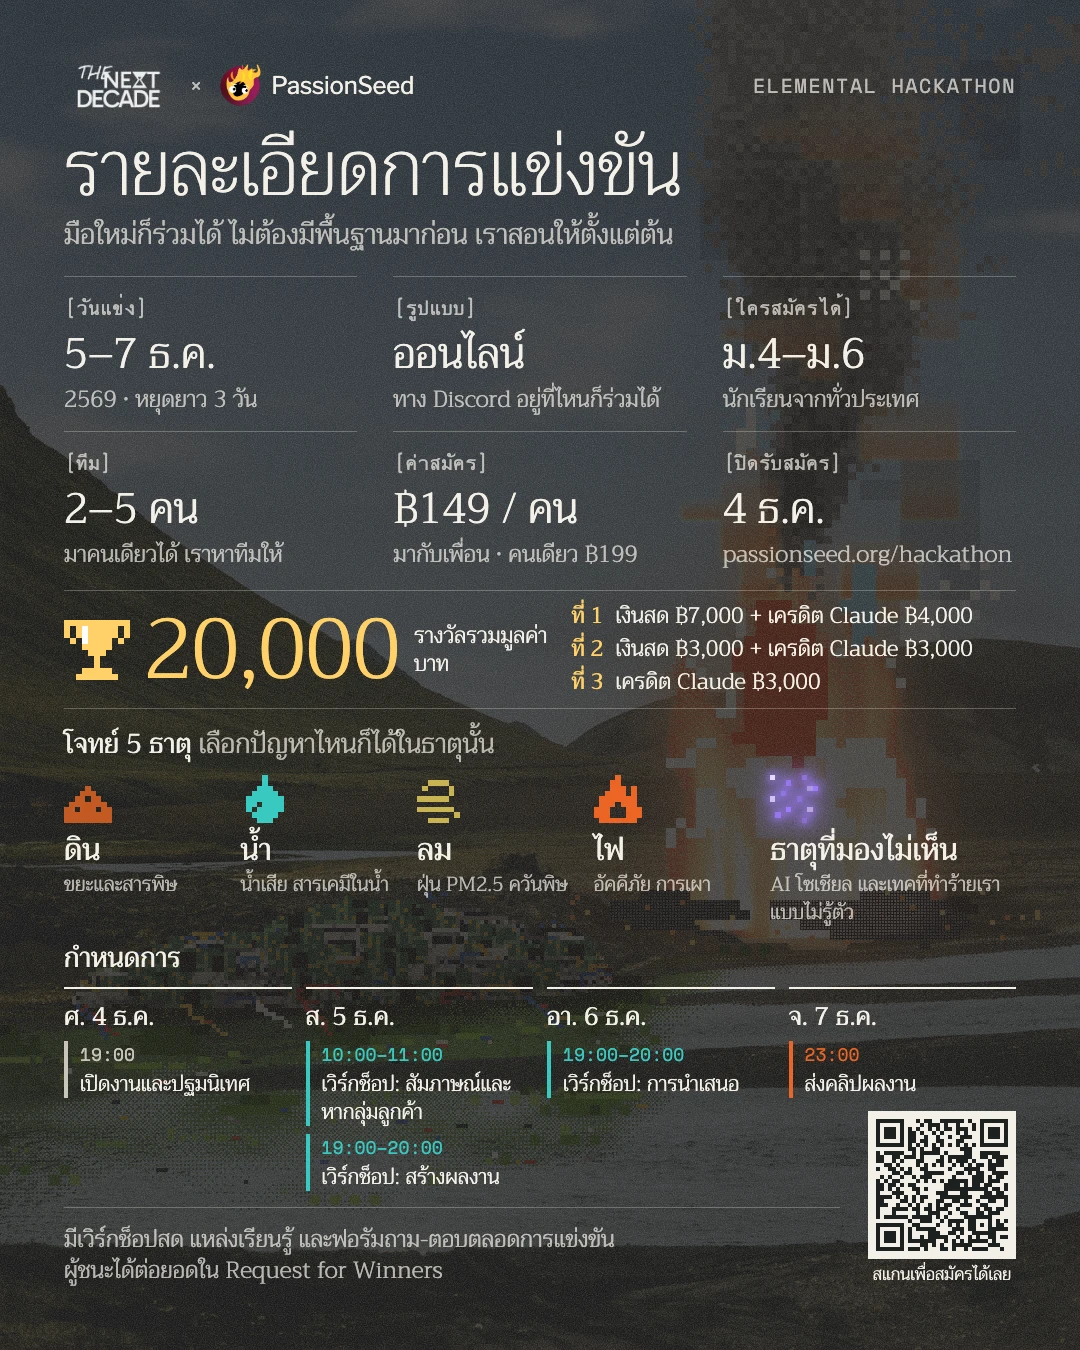 THE NEXT DECADE × PassionSeed
ELEMENTAL HACKATHON
รายละเอียดการแข่งขัน
มือใหม่ก็ร่วมได้ ไม่ต้องมีพื้นฐานมาก่อน เราสอนให้ตั้งแต่ต้น
[วันแข่ง]
5–7 ธ.ค.
2569 · หยุดยาว 3 วัน
[รูปแบบ]
ออนไลน์
ทาง Discord อยู่ที่ไหนก็ร่วมได้
[ใครสมัครได้]
ม.4–ม.6
นักเรียนจากทั่วประเทศ
[ทีม]
2–5 คน
มาคนเดียวได้ เราหาทีมให้
[ค่าสมัคร]
฿149 / คน
มากับเพื่อน · คนเดียว ฿199
[ปิดรับสมัคร]
4 ธ.ค.
passionseed.org/hackathon
20,000
รางวัลรวมมูลค่า
บาท
ที่ 1 เงินสด ฿7,000 + เครดิต Claude ฿4,000
ที่ 2 เงินสด ฿3,000 + เครดิต Claude ฿3,000
ที่ 3 เครดิต Claude ฿3,000
โจทย์ 5 ธาตุ เลือกปัญหาไหนก็ได้ในธาตุนั้น
ดิน
ขยะและสารพิษ
น้ำ
น้ำเสีย สารเคมีในน้ำ
ลม
ฝุ่น PM2.5 ควันพิษ
ไฟ
อัคคีภัย การเผา
ธาตุที่มองไม่เห็น
AI โซเชียล และเทคที่ทำร้ายเรา
แบบไม่รู้ตัว
กำหนดการ
ศ. 4 ธ.ค.
19:00
เปิดงานและปฐมนิเทศ
ส. 5 ธ.ค.
10:00–11:00
เวิร์กช็อป: สัมภาษณ์และ
หากลุ่มลูกค้า
19:00–20:00
เวิร์กช็อป: สร้างผลงาน
อา. 6 ธ.ค.
19:00–20:00
เวิร์กช็อป: การนำเสนอ
จ. 7 ธ.ค.
23:00
ส่งคลิปผลงาน
มีเวิร์กช็อปสด แหล่งเรียนรู้ และฟอรัมถาม-ตอบตลอดการแข่งขัน
ผู้ชนะได้ต่อยอดใน Request for Winners
สแกนเพื่อสมัครได้เลย